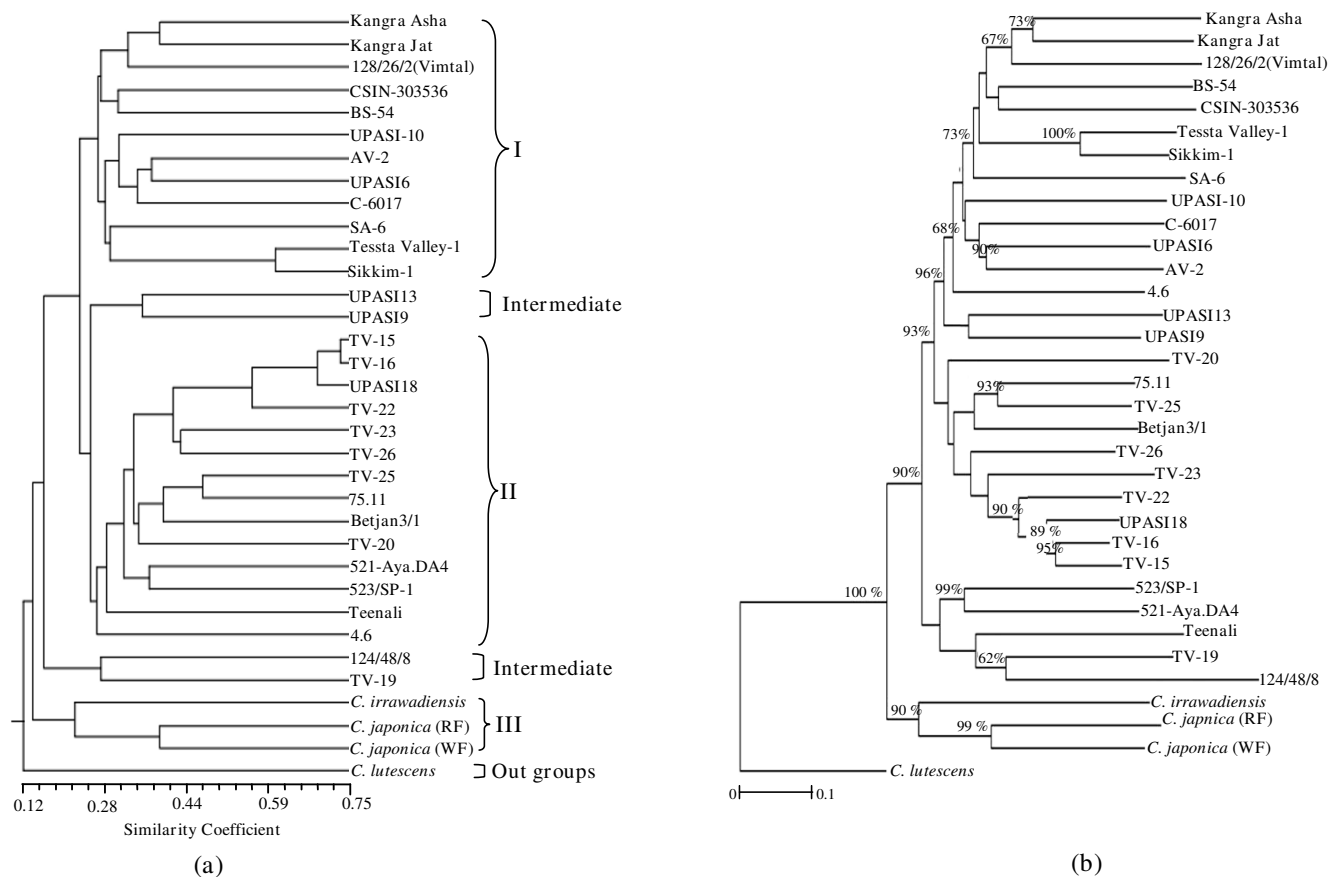 Kangra Asha
Kangra Jat
128/26/2(Vimtal)
CSIN-303536
BS-54
UPASI-10
AV-2
UPASI6
C-6017
SA-6
Tessta Valley-1
Sikkim-1
I
UPASI13
UPASI9
Intermediate
TV-15
TV-16
UPASI18
TV-22
TV-23
TV-26
TV-25
75.11
Betjan3/1
TV-20
521-Aya.DA4
523/SP-1
Teenali
4.6
II
124/48/8
TV-19
Intermediate
C. irrawadiensis
C. japonica (RF)
C. japonica (WF)
III
C. lutescens
Out groups
0.12 0.28 0.44 0.59 0.75
Similarity Coefficient
(a)
73%
Kangra Asha
67%
Kangra Jat
128/26/2(Vimtal)
BS-54
CSIN-303536
73%
100%
Tessta Valley-1
Sikkim-1
SA-6
UPASI-10
68%
C-6017
90%
UPASI6
AV-2
96%
4.6
UPASI13
93%
UPASI9
TV-20
93%
75.11
TV-25
Betjan3/1
TV-26
90%
TV-23
TV-22
90 %
UPASI18
89 %
TV-16
95%
TV-15
100 %
99%
523/SP-1
521-Aya.DA4
Teenali
62%
TV-19
124/48/8
90 %
C. irrawadiensis
99 %
C. japnica (RF)
C. japonica (WF)
C. lutescens
0 0.1
(b)